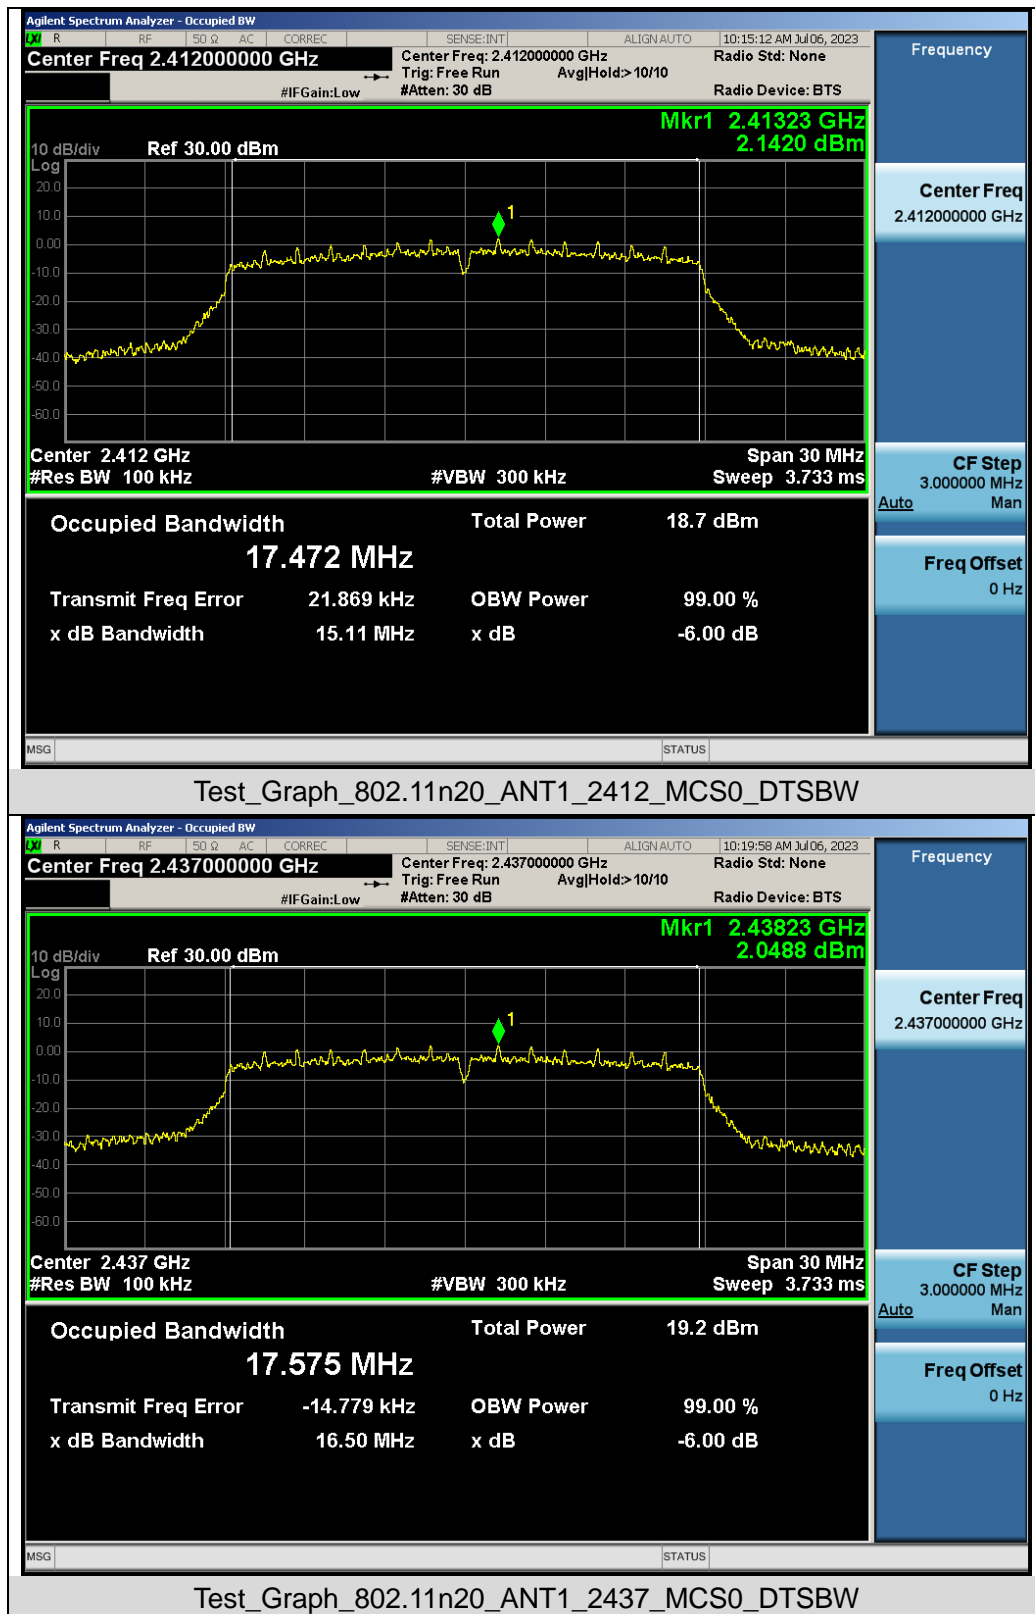 Agilent Spectrum Analyzer - Occupied BW
LXI R RF 50 Ω AC CORREC SENSE:INT ALIGN AUTO 10:15:12 AM Jul 06, 2023
Center Freq 2.412000000 GHz Center Freq: 2.412000000 GHz Radio Std: None Frequency
Trig: Free Run Avg|Hold:> 10/10
#IFGain:Low #Atten: 30 dB Radio Device: BTS
Mkr1 2.41323 GHz
2.1420 dBm
10 dB/div Ref 30.00 dBm
Log
20.0
10.0
0.00
-10.0
-20.0
-30.0
-40.0
-50.0
-60.0
1
Center Freq
2.412000000 GHz
Center 2.412 GHz Span 30 MHz
#Res BW 100 kHz #VBW 300 kHz Sweep 3.733 ms
CF Step
3.000000 MHz
Auto Man
Freq Offset
0 Hz
Occupied Bandwidth Total Power 18.7 dBm
17.472 MHz
Transmit Freq Error 21.869 kHz OBW Power 99.00 %
x dB Bandwidth 15.11 MHz x dB -6.00 dB
MSG STATUS
Test_Graph_802.11n20_ANT1_2412_MCS0_DTSBW
Agilent Spectrum Analyzer - Occupied BW
LXI R RF 50 Ω AC CORREC SENSE:INT ALIGN AUTO 10:19:58 AM Jul 06, 2023
Center Freq 2.437000000 GHz Center Freq: 2.437000000 GHz Radio Std: None Frequency
Trig: Free Run Avg|Hold:> 10/10
#IFGain:Low #Atten: 30 dB Radio Device: BTS
Mkr1 2.43823 GHz
2.0488 dBm
10 dB/div Ref 30.00 dBm
Log
20.0
10.0
0.00
-10.0
-20.0
-30.0
-40.0
-50.0
-60.0
1
Center Freq
2.437000000 GHz
Center 2.437 GHz Span 30 MHz
#Res BW 100 kHz #VBW 300 kHz Sweep 3.733 ms
CF Step
3.000000 MHz
Auto Man
Freq Offset
0 Hz
Occupied Bandwidth Total Power 19.2 dBm
17.575 MHz
Transmit Freq Error -14.779 kHz OBW Power 99.00 %
x dB Bandwidth 16.50 MHz x dB -6.00 dB
MSG STATUS
Test_Graph_802.11n20_ANT1_2437_MCS0_DTSBW